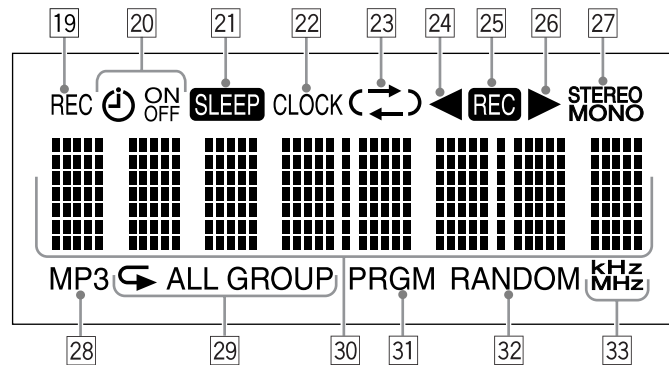 19 20 21 22 23 24 25 26 27
REC ON OFF SLEEP CLOCK REC STEREO MONO
MP3 ALL GROUP PRGM RANDOM kHz MHz
28 29 30 31 32 33